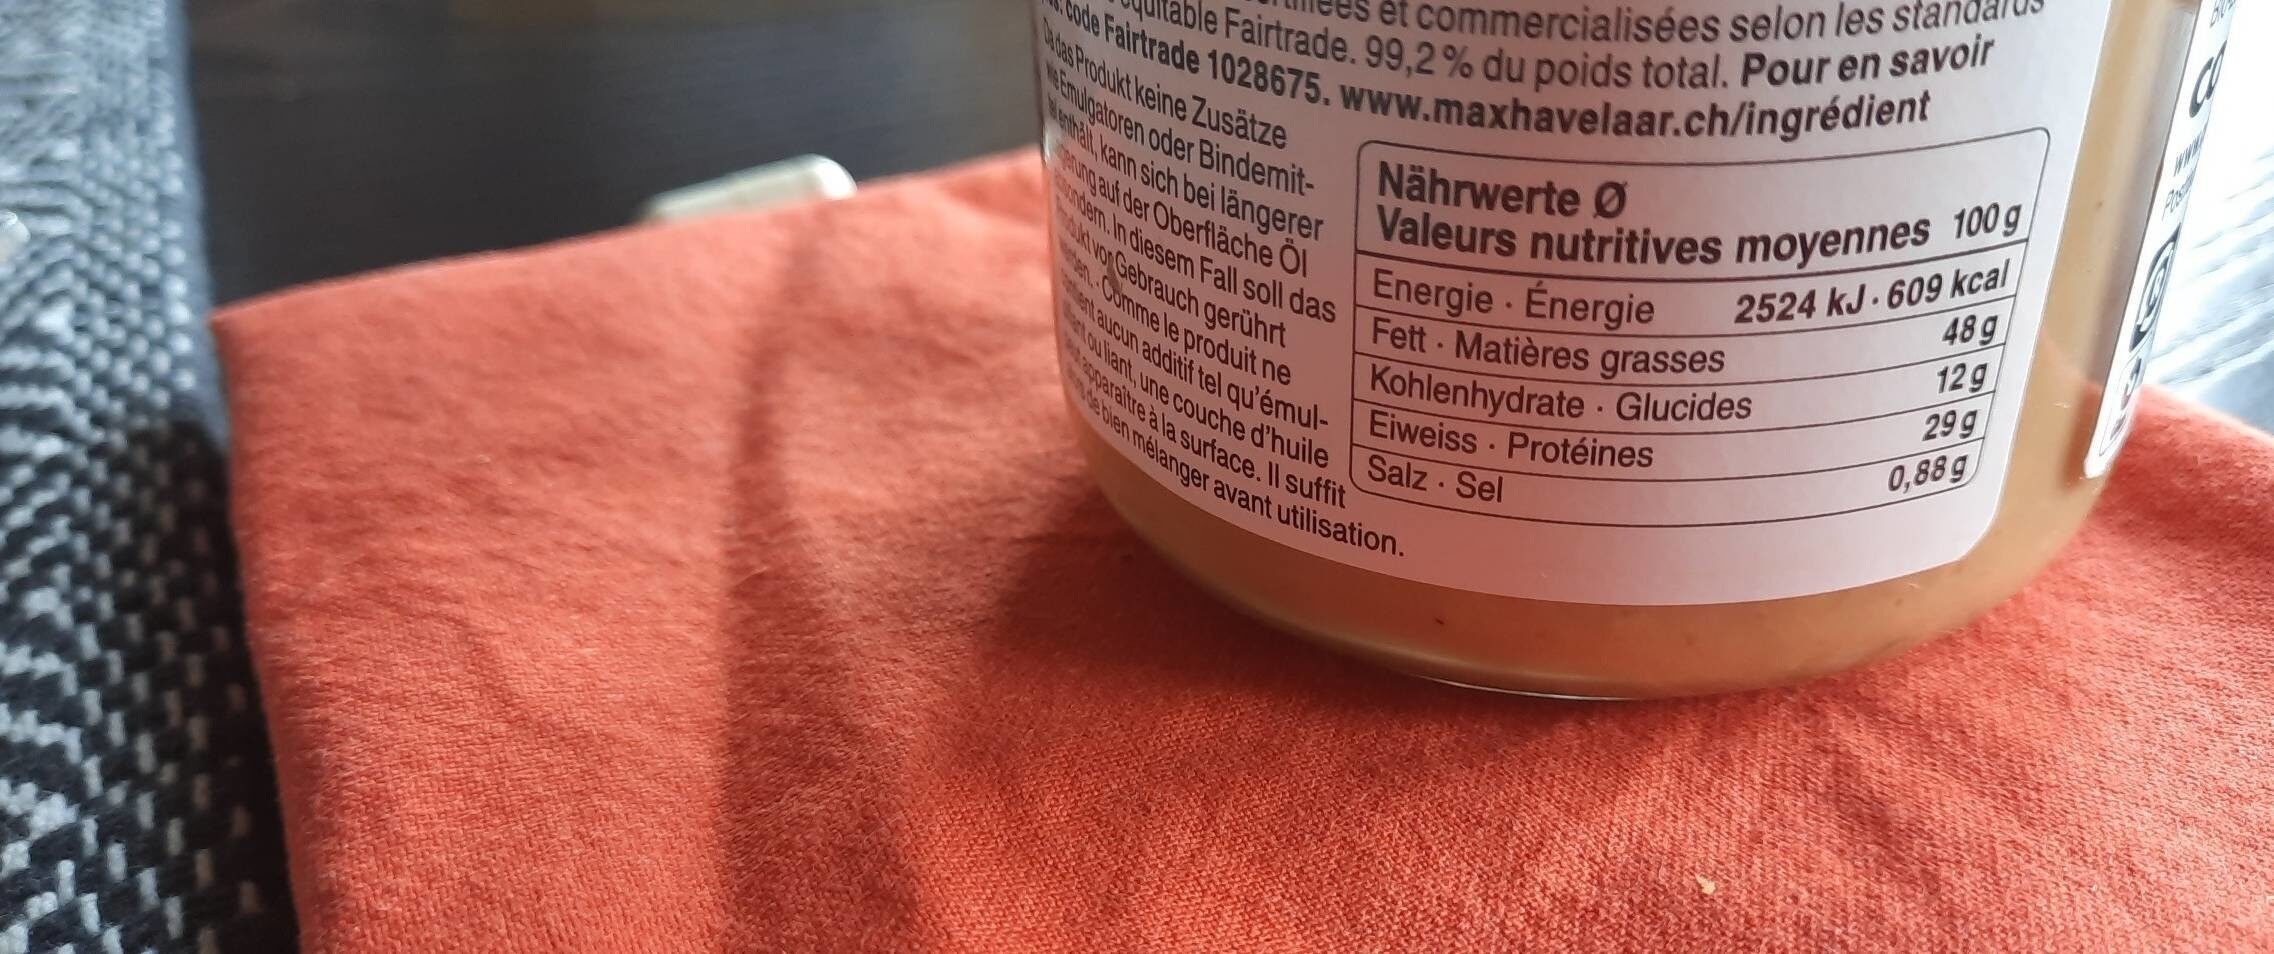 équitable Fairtrade. 99,2 % du poids total. Pour en savoir
code Fairtrade 1028675. www.maxhavelaar.ch/ingrédient
et commercialisées selon les standards
Da das Produkt keine Zusätze
wie Emulgatoren oder Bindemit-
tel enthält, kann sich bei längerer
auf der Oberfläche Öl
In diesem Fall soll das
vor Gebrauch gerührt
Comme le produit ne
aucun additif tel qu'émul-
ou liant, une couche d'huile
apparaître à la surface. Il suffit
de bien mélanger avant utilisation.
Nährwerte Ø
Valeurs nutritives moyennes 100 g
Energie · Énergie 2524 kJ · 609 kcal
Fett · Matières grasses 48 g
Kohlenhydrate · Glucides 12 g
Eiweiss · Protéines 29 g
Salz · Sel 0,88 g